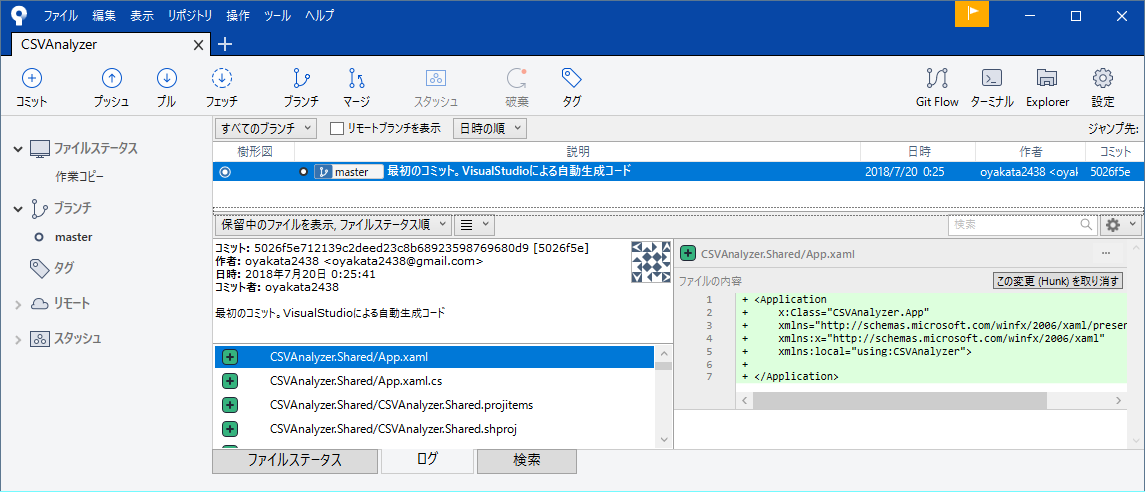 ファイル 編集 表示 リポジトリ 操作 ツール ヘルプ
CSVAnalyzer
コミット プッシュ プル フェッチ ブランチ マージ スタッシュ 破棄 タグ Git Flow ターミナル Explorer 設定
ファイルステータス
作業コピー
ブランチ
master
タグ
リモート
スタッシュ
すべてのブランチ リモートブランチを表示 日時の順 ジャンプ先:
樹形図 説明 日時 作者 コミット
master 最初のコミット。VisualStudioによる自動生成コード 2018/7/20 0:25 oyakata2438 <oyak 5026f5e
保留中のファイルを表示, ファイルステータス順 検索
コミット: 5026f5e712139c2deed23c8b68923598769680d9 [5026f5e]
作者: oyakata2438 <oyakata2438@gmail.com>
日時: 2018年7月20日 0:25:41
コミット者: oyakata2438
最初のコミット。VisualStudioによる自動生成コード
CSVAnalyzer.Shared/App.xaml
CSVAnalyzer.Shared/App.xaml.cs
CSVAnalyzer.Shared/CSVAnalyzer.Shared.projitems
CSVAnalyzer.Shared/CSVAnalyzer.Shared.shproj
CSVAnalyzer.Shared/App.xaml ...
ファイルの内容 この変更 (Hunk) を取り消す
1 + <Application
2 + x:Class="CSVAnalyzer.App"
3 + xmlns="http://schemas.microsoft.com/winfx/2006/xaml/presen
4 + xmlns:x="http://schemas.microsoft.com/winfx/2006/xaml"
5 + xmlns:local="using:CSVAnalyzer">
6 +
7 + </Application>
ファイルステータス ログ 検索